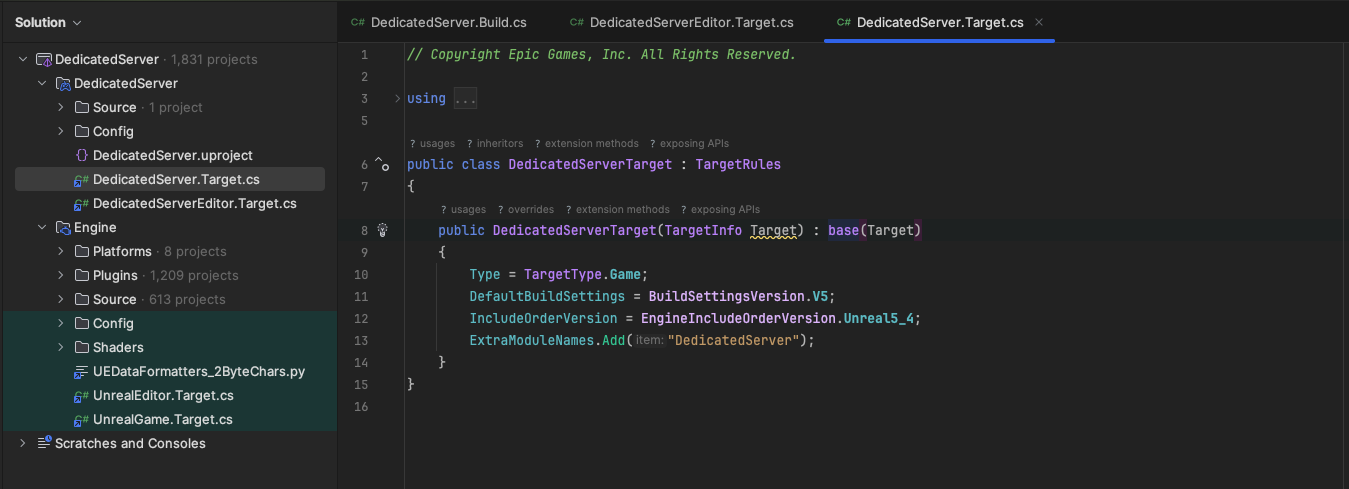 Solution
DedicatedServer · 1,831 projects
DedicatedServer
Source · 1 project
Config
DedicatedServer.uproject
DedicatedServer.Target.cs
DedicatedServerEditor.Target.cs
Engine
Platforms · 8 projects
Plugins · 1,209 projects
Source · 613 projects
Config
Shaders
UEDataFormatters_2ByteChars.py
UnrealEditor.Target.cs
UnrealGame.Target.cs
Scratches and Consoles
C# DedicatedServer.Build.cs C# DedicatedServerEditor.Target.cs C# DedicatedServer.Target.cs
1 // Copyright Epic Games, Inc. All Rights Reserved.
2
3 using ...
5
? usages ? inheritors ? extension methods ? exposing APIs
6 public class DedicatedServerTarget : TargetRules
7 {
? usages ? overrides ? extension methods ? exposing APIs
8 public DedicatedServerTarget(TargetInfo Target) : base(Target)
9 {
10 Type = TargetType.Game;
11 DefaultBuildSettings = BuildSettingsVersion.V5;
12 IncludeOrderVersion = EngineIncludeOrderVersion.Unreal5_4;
13 ExtraModuleNames.Add(item: "DedicatedServer");
14 }
15 }
16